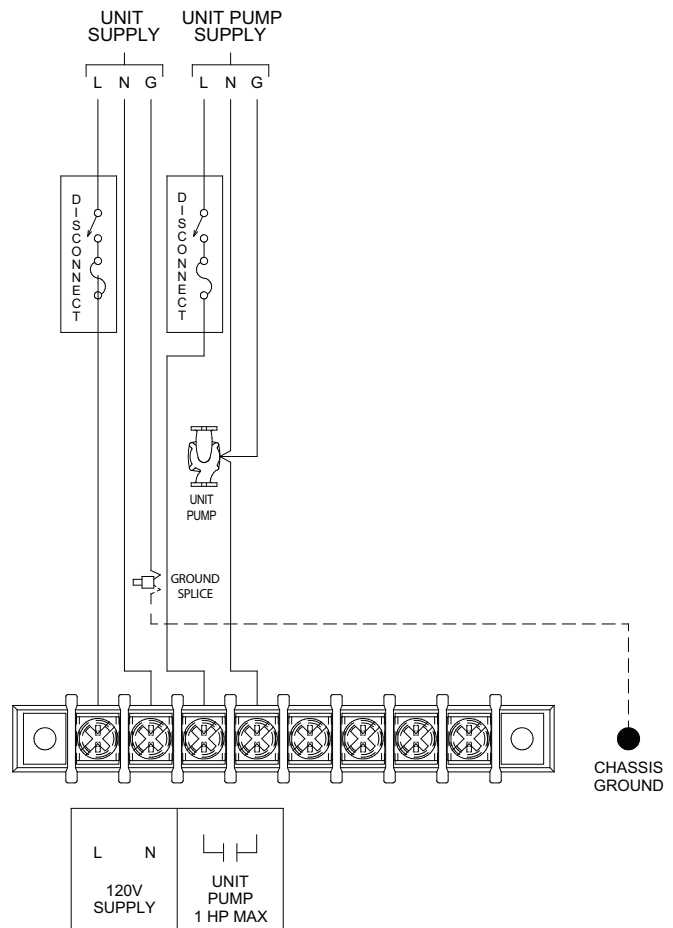 UNIT
SUPPLY
UNIT PUMP
SUPPLY
L N G
L N G
DISCONNECT
DISCONNECT
UNIT
PUMP
GROUND
SPLICE
CHASSIS
GROUND
L N
120V
SUPPLY
UNIT
PUMP
1 HP MAX